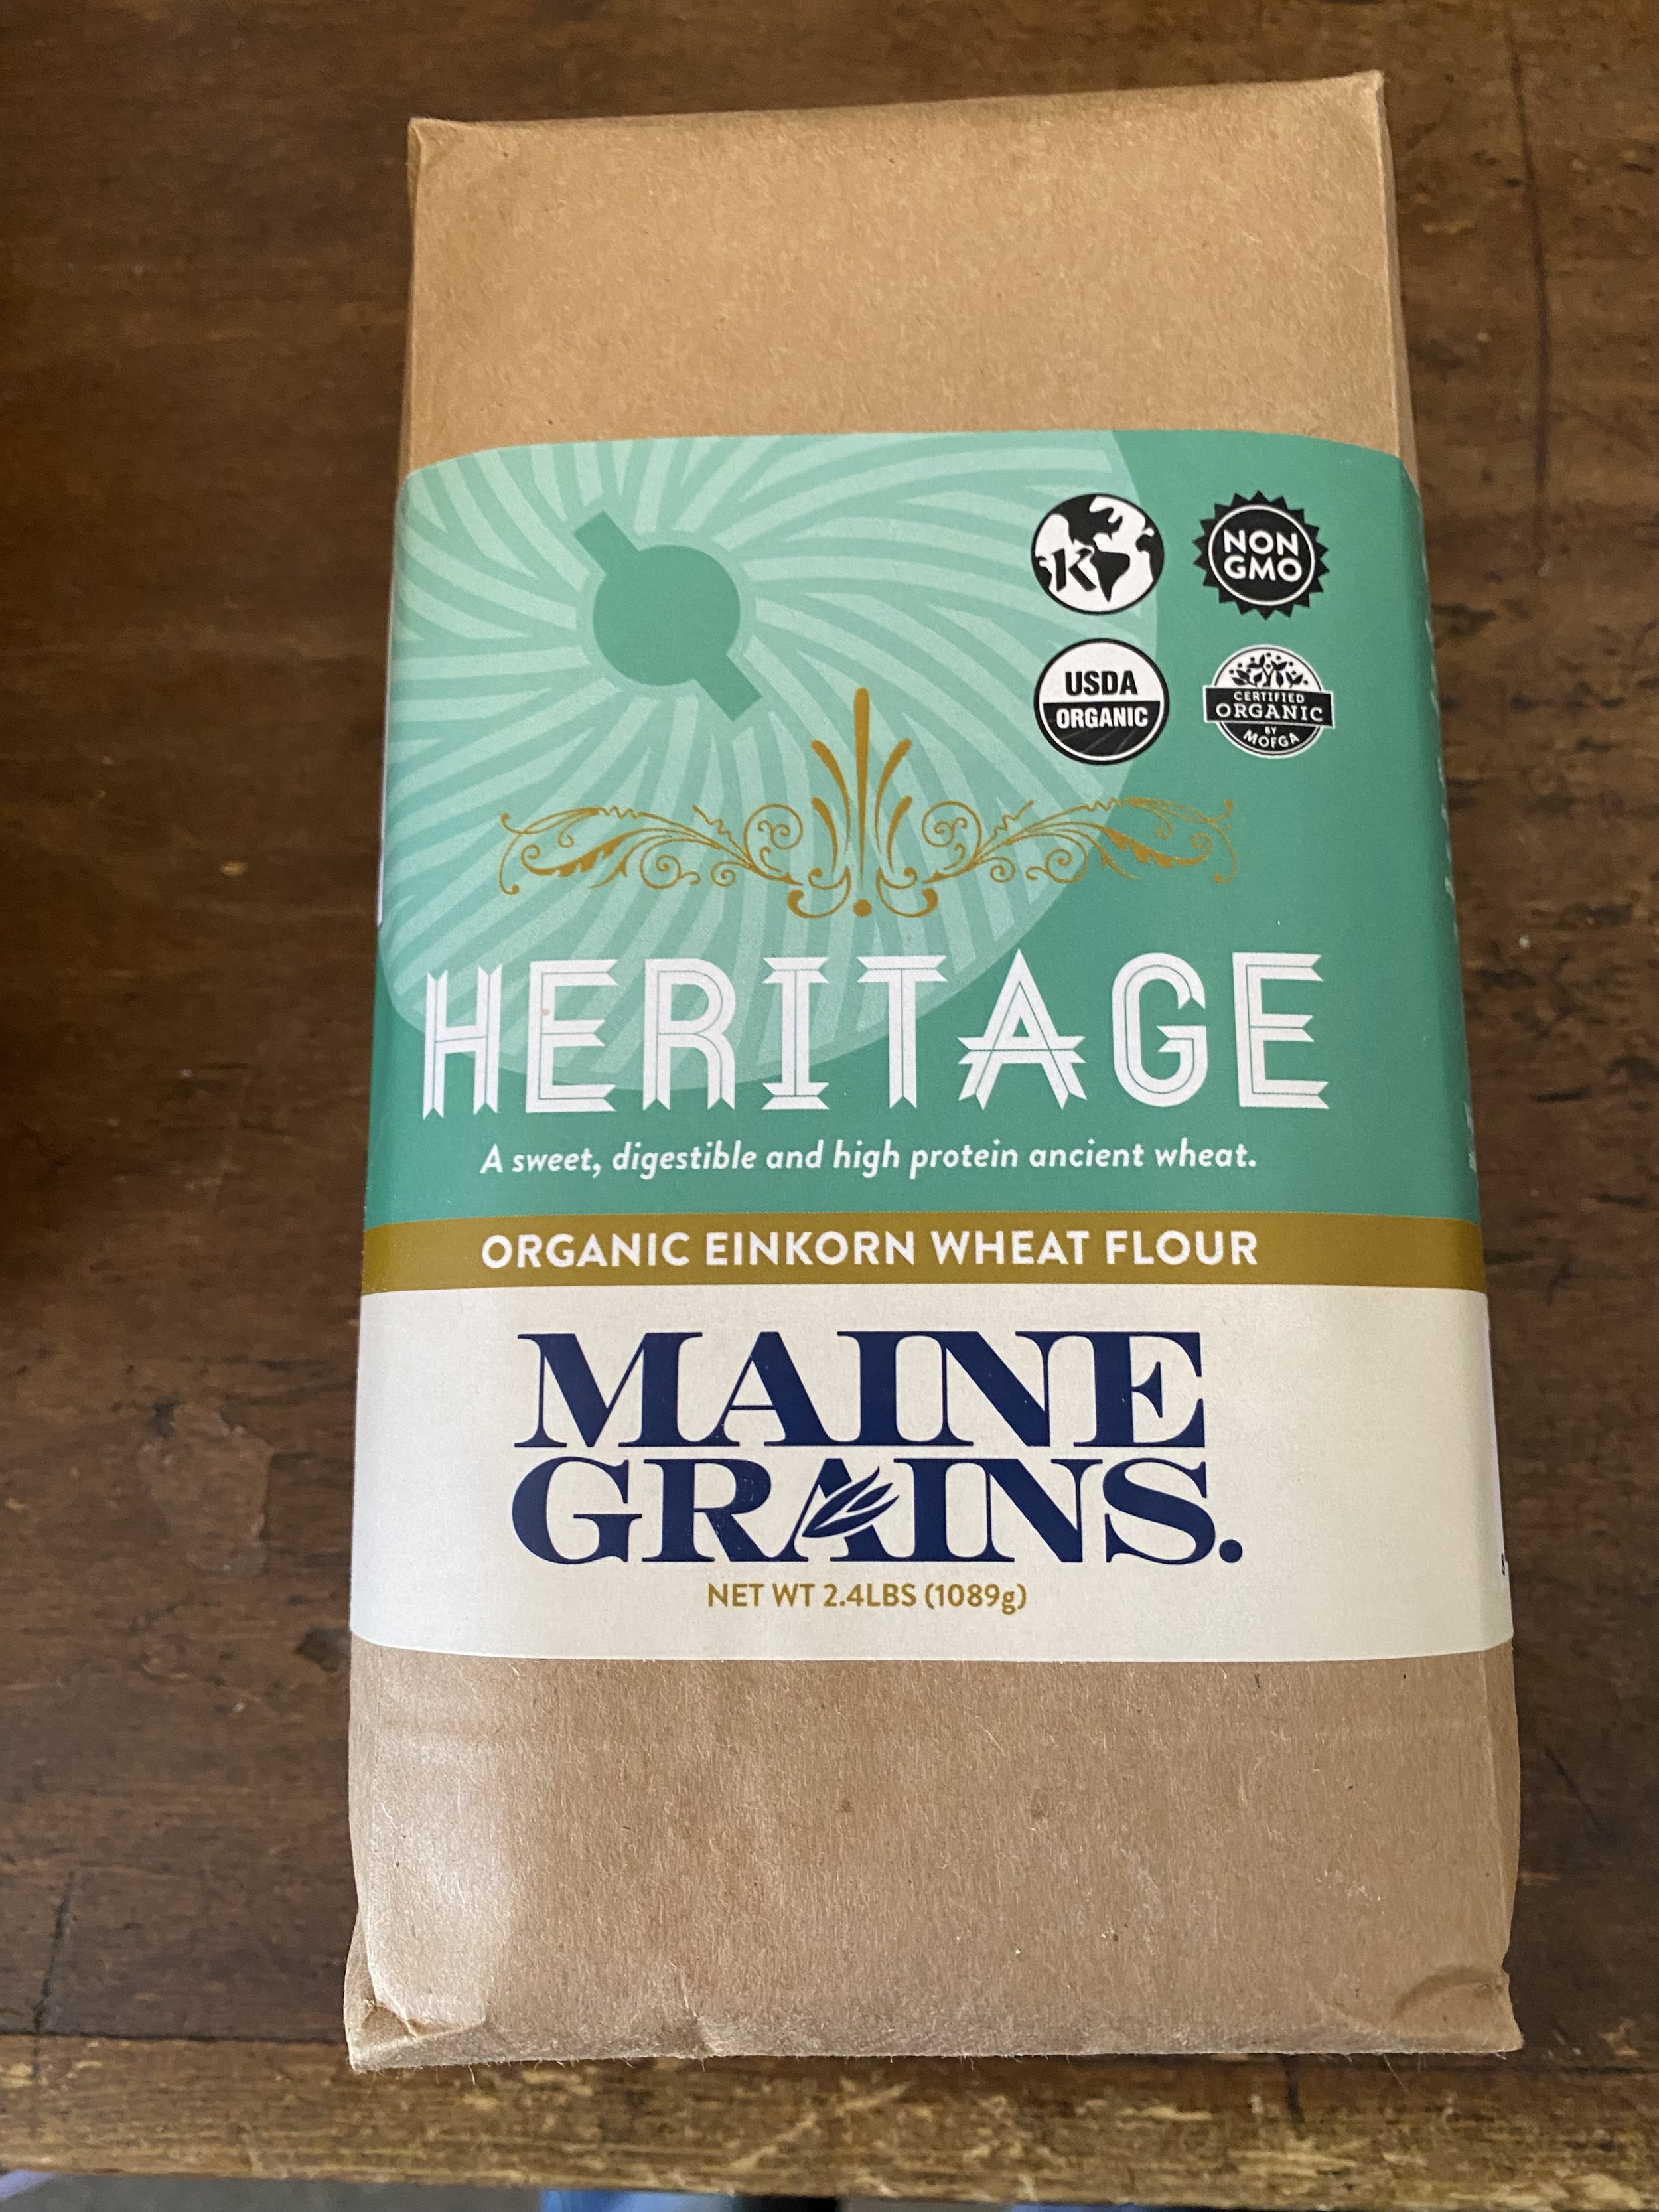 K
NON
GMO
USDA
ORGANIC
CERTIFIED
ORGANIC
BY
MOFGA
HERITAGE
A sweet, digestible and high protein ancient wheat.
ORGANIC EINKORN WHEAT FLOUR
MAINE
GRAINS.
NET WT 2.4LBS (1089g)